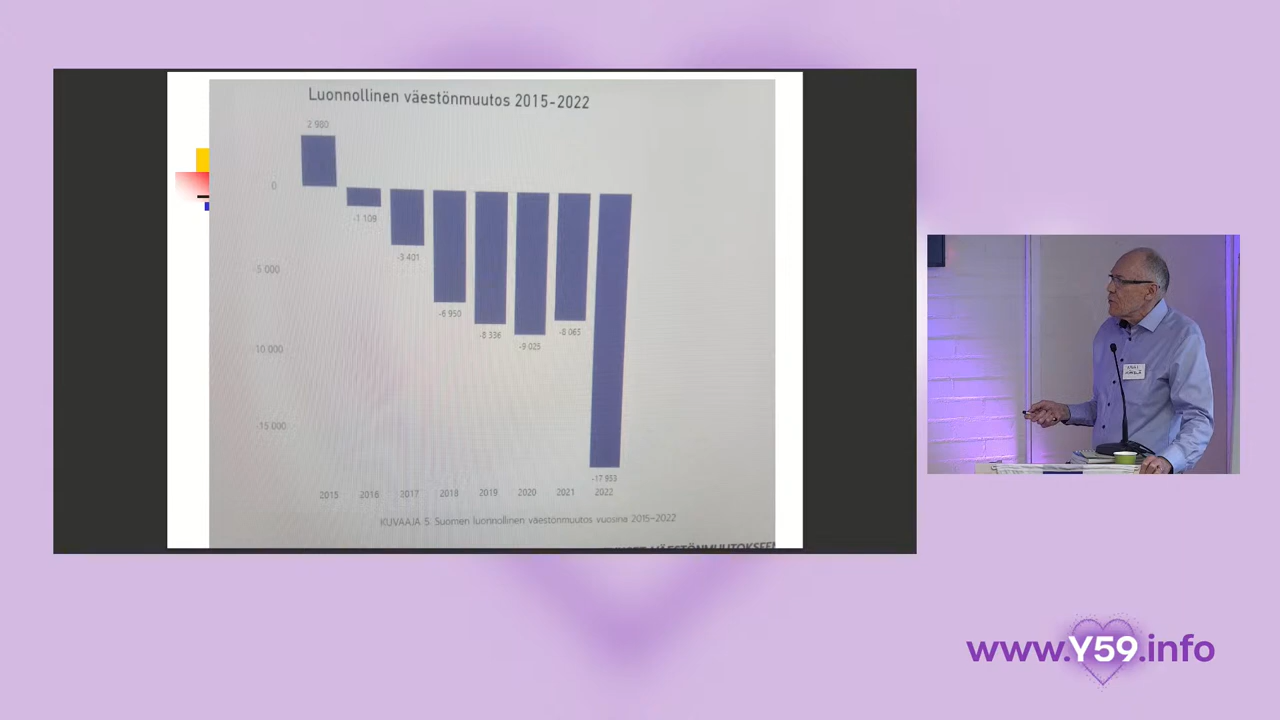 Luonnollinen väestönmuutos 2015-2022
2 980
0
-1 109
-3 401
-5 000
-6 950
-8 336
-8 065
-9 025
-10 000
-15 000
-17 953
2015 2016 2017 2018 2019 2020 2021 2022
KUVAAJA 5. Suomen luonnollinen väestönmuutos vuosina 2015–2022
VÄESTÖNMUUTOKSEEN
www.Y59.info